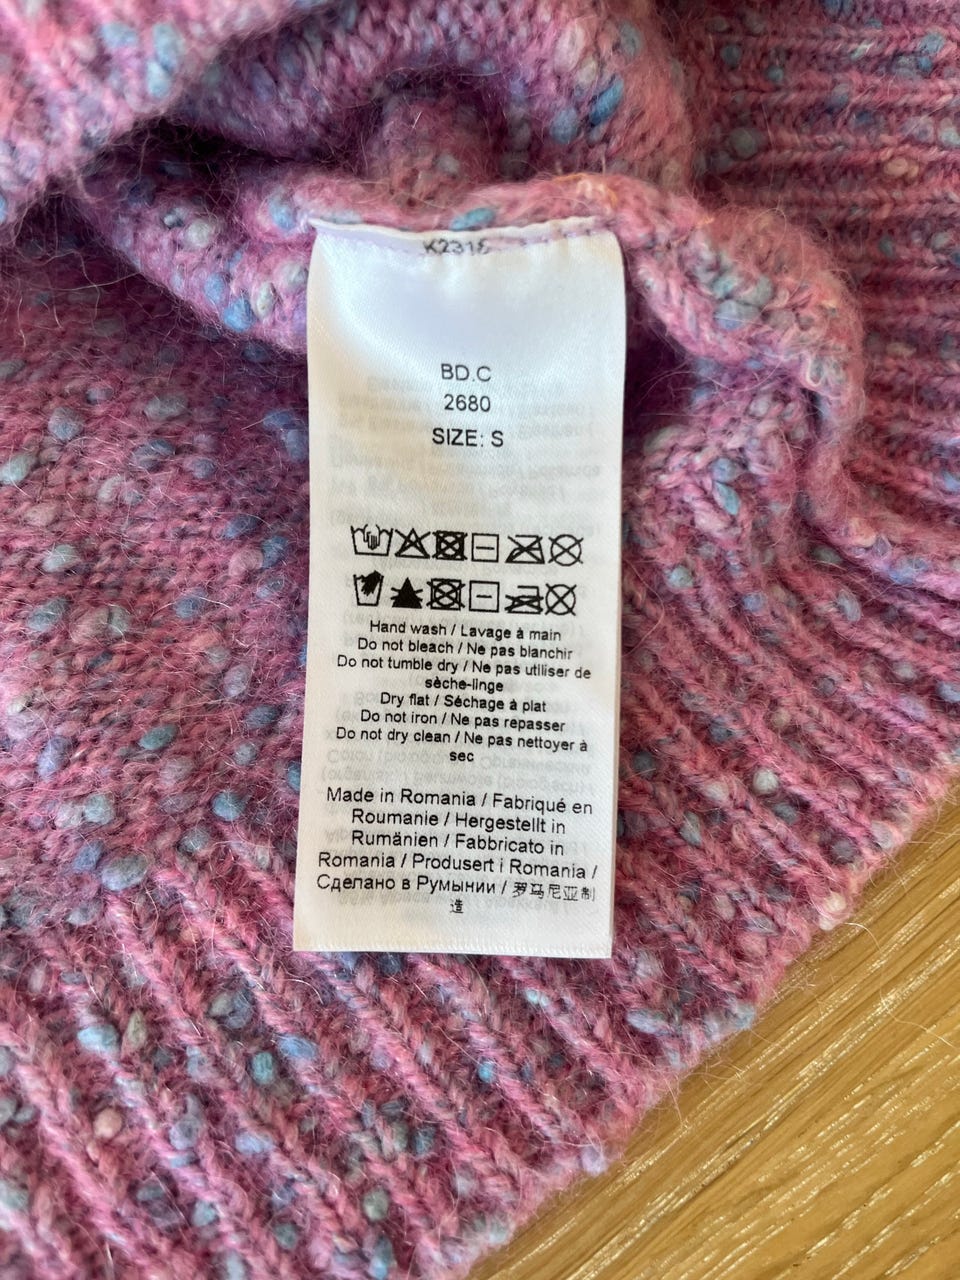 K2315
BD.C
2680
SIZE: S
Hand wash / Lavage à main
Do not bleach / Ne pas blanchir
Do not tumble dry / Ne pas utiliser de
sèche-linge
Dry flat / Séchage à plat
Do not iron / Ne pas repasser
Do not dry clean / Ne pas nettoyer à
sec
Made in Romania / Fabriqué en
Roumanie / Hergestellt in
Rumänien / Fabbricato in
Romania / Produsert i Romania /
Сделано в Румынии / 罗马尼亚制
造